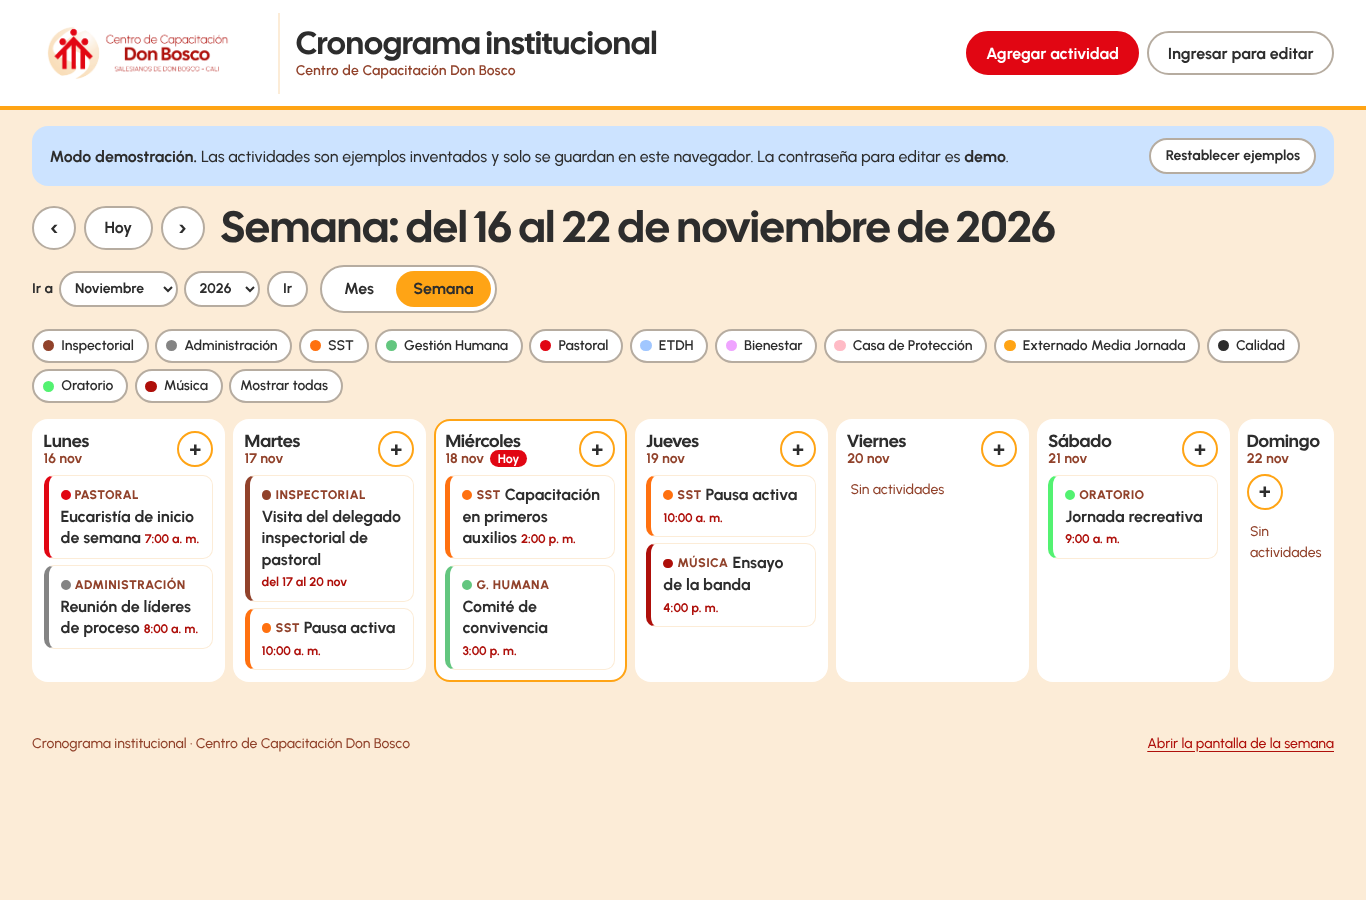 Centro de Capacitación
Don Bosco
SALESIANOS DE DON BOSCO - CALI
Cronograma institucional
Centro de Capacitación Don Bosco
Agregar actividad
Ingresar para editar
Modo demostración. Las actividades son ejemplos inventados y solo se guardan en este navegador. La contraseña para editar es demo.
Restablecer ejemplos
‹ Hoy › Semana: del 16 al 22 de noviembre de 2026
Ir a Noviembre 2026 Ir Mes Semana
Inspectorial Administración SST Gestión Humana Pastoral ETDH Bienestar Casa de Protección Externado Media Jornada Calidad
Oratorio Música Mostrar todas
Lunes
16 nov
+
PASTORAL
Eucaristía de inicio
de semana 7:00 a. m.
ADMINISTRACIÓN
Reunión de líderes
de proceso 8:00 a. m.
Martes
17 nov
+
INSPECTORIAL
Visita del delegado
inspectorial de
pastoral
del 17 al 20 nov
SST Pausa activa
10:00 a. m.
Miércoles
18 nov Hoy
+
SST Capacitación
en primeros
auxilios 2:00 p. m.
G. HUMANA
Comité de
convivencia
3:00 p. m.
Jueves
19 nov
+
SST Pausa activa
10:00 a. m.
MÚSICA Ensayo
de la banda
4:00 p. m.
Viernes
20 nov
+
Sin actividades
Sábado
21 nov
+
ORATORIO
Jornada recreativa
9:00 a. m.
Domingo
22 nov
+
Sin
actividades
Cronograma institucional · Centro de Capacitación Don Bosco
Abrir la pantalla de la semana